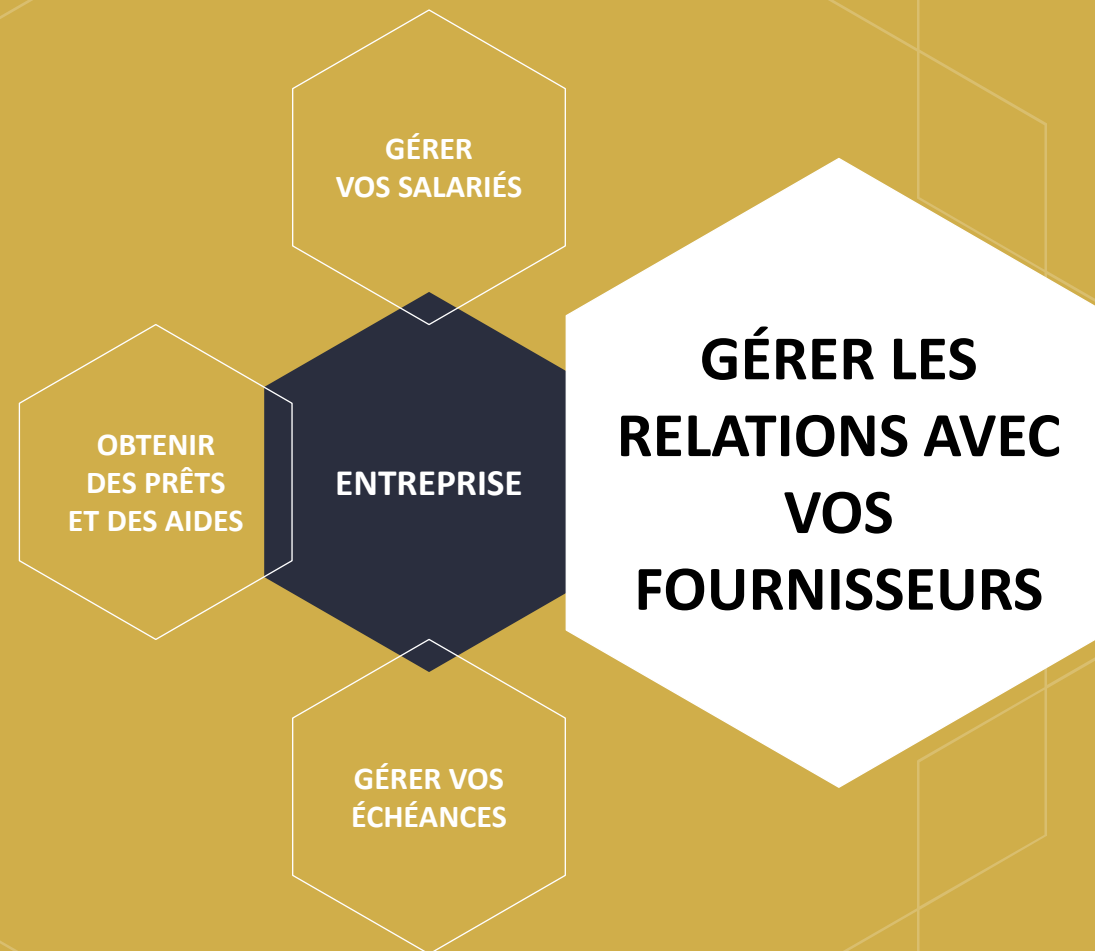 GÉRER
VOS SALARIÉS
OBTENIR
DES PRÊTS
ET DES AIDES
ENTREPRISE
GÉRER LES
RELATIONS AVEC
VOS
FOURNISSEURS
GÉRER VOS
ÉCHÉANCES